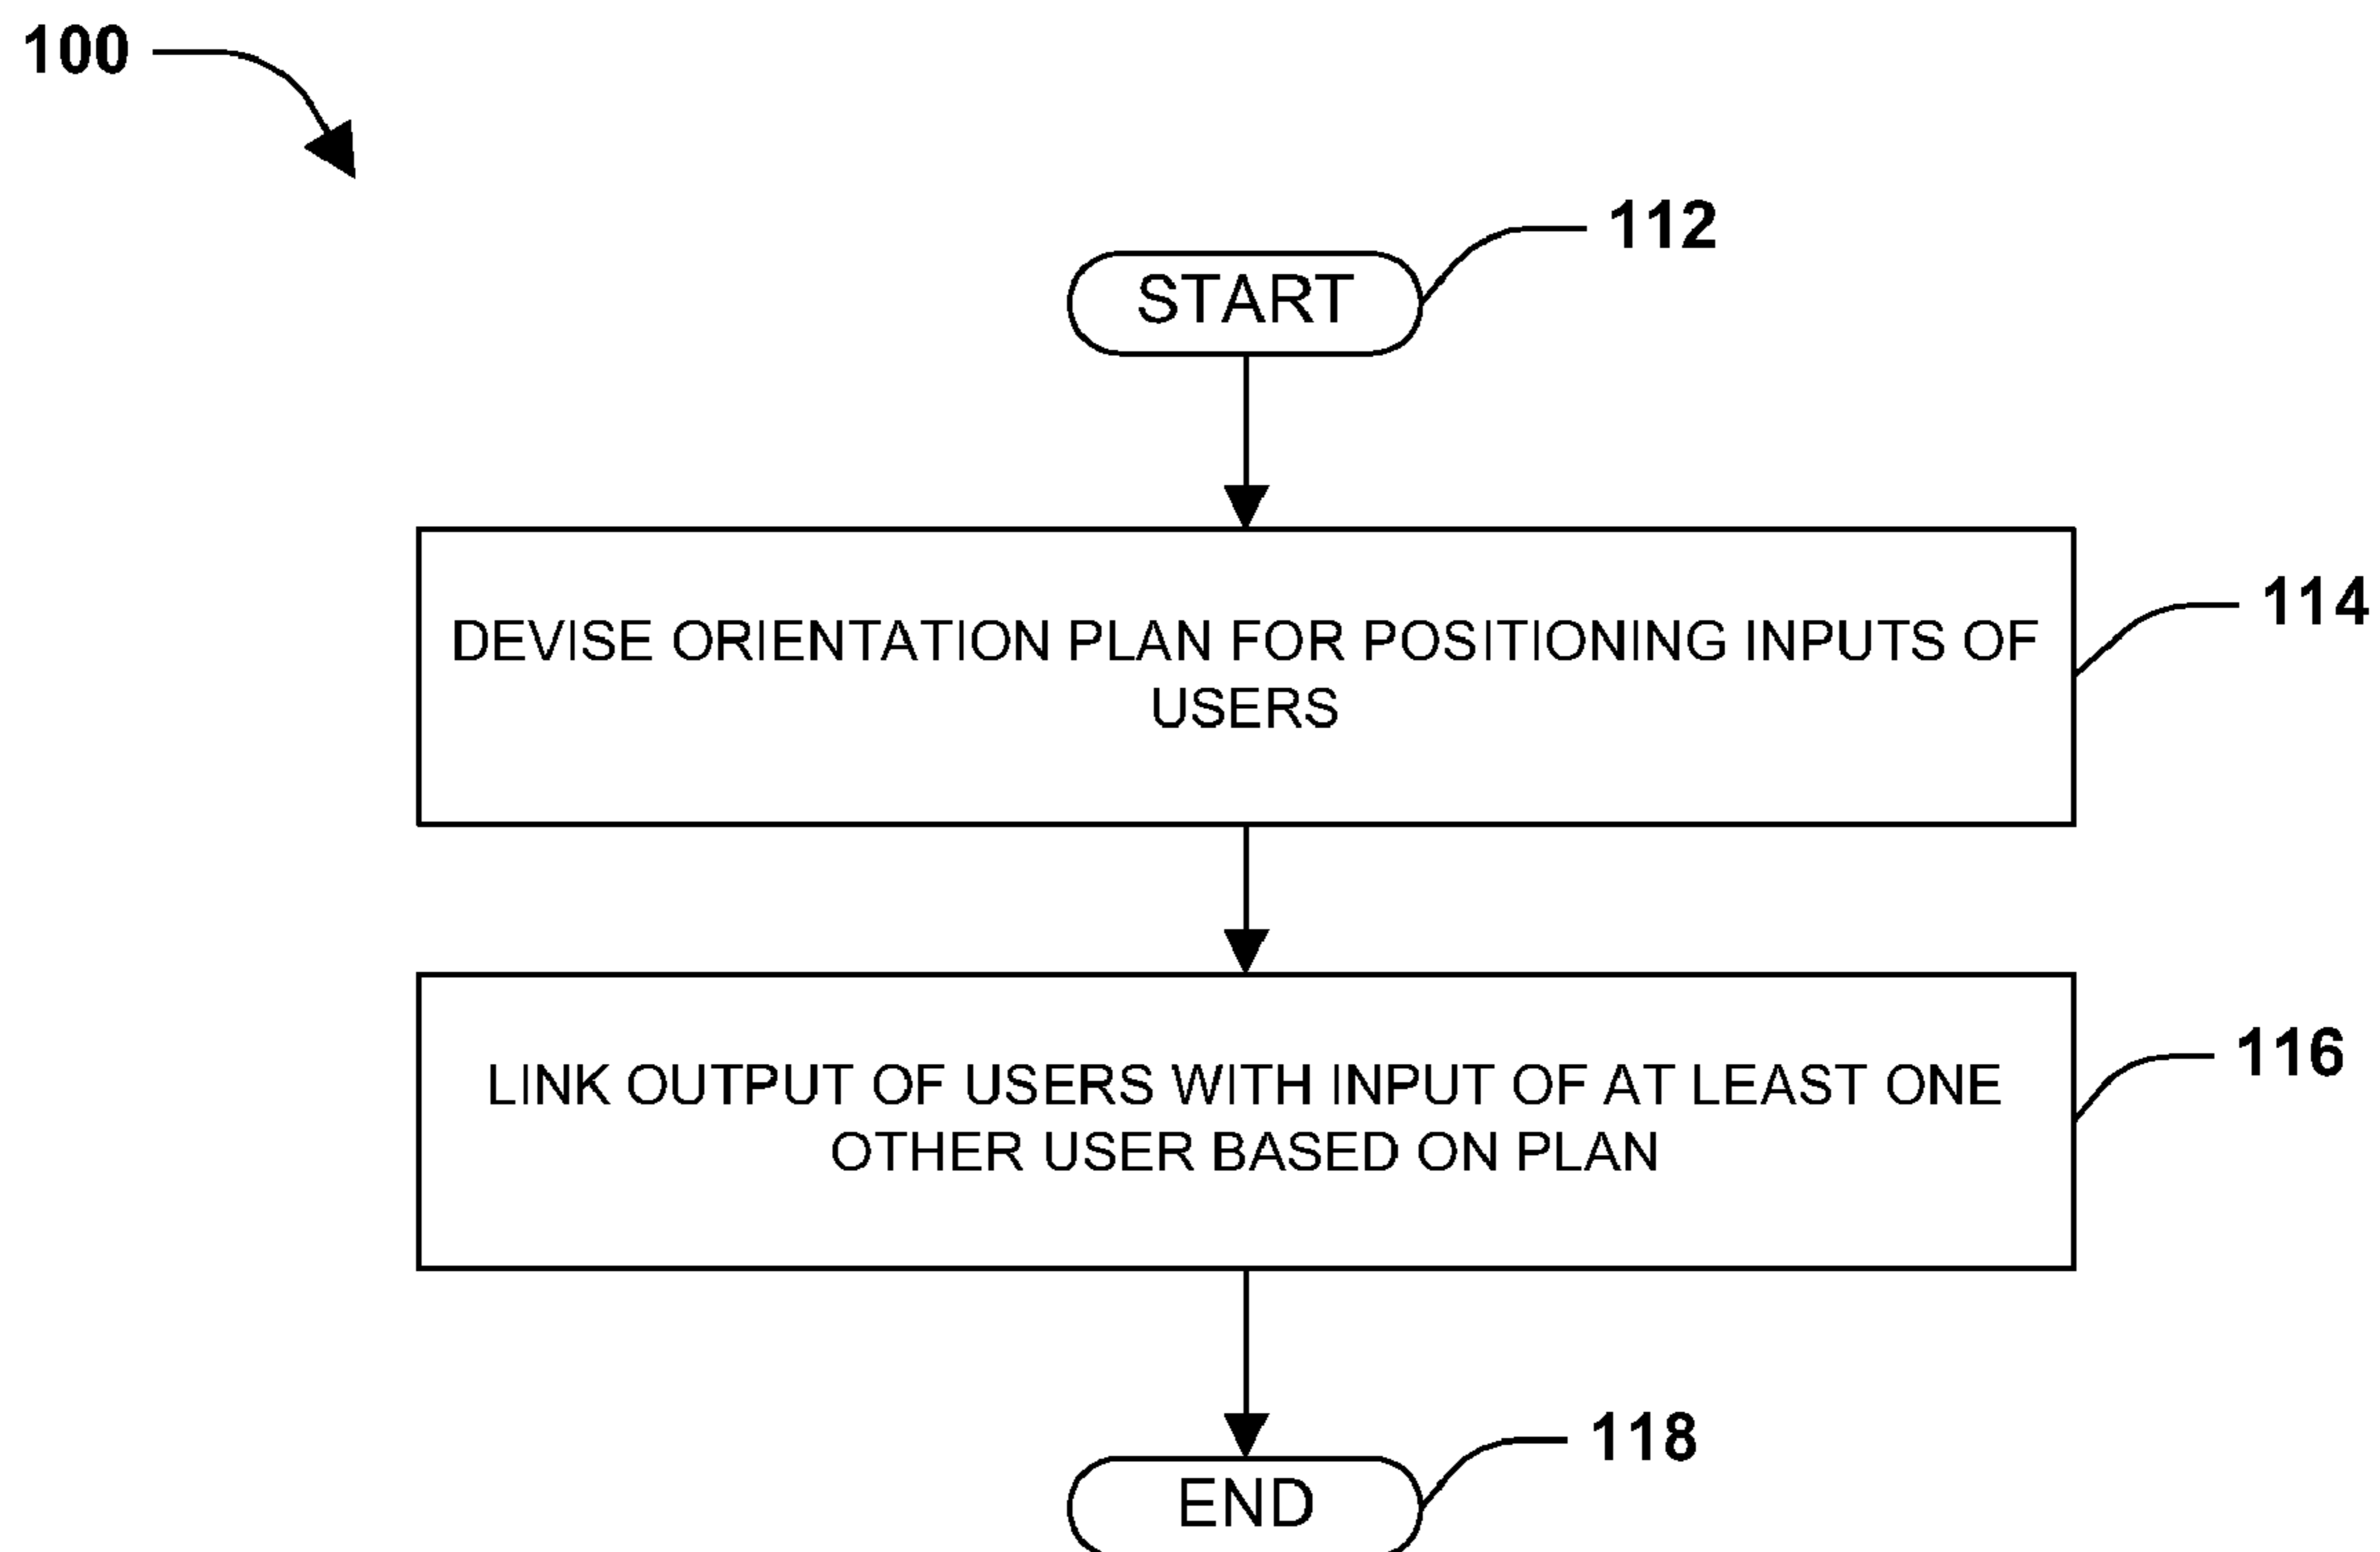 100
112
START
114
DEVISE ORIENTATION PLAN FOR POSITIONING INPUTS OF
USERS
116
LINK OUTPUT OF USERS WITH INPUT OF AT LEAST ONE
OTHER USER BASED ON PLAN
118
END